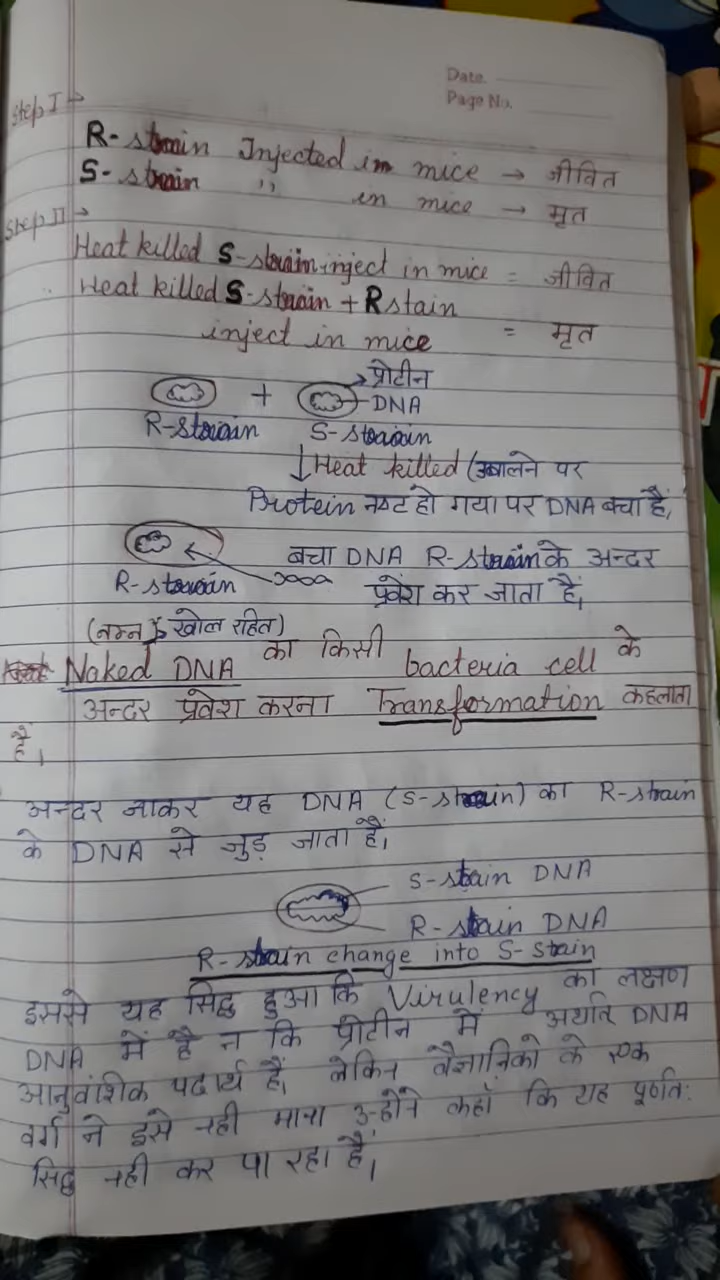 Date.
Page No.
Step I →
R- strain Injected in mice → जीवित
S- strain " in mice → मृत
Step II →
Heat killed S-strain inject in mice = जीवित
Heat killed S-strain + R stain
inject in mice = मृत
→ प्रोटीन
+ DNA
R-strain S-strain
↓ Heat killed (उबालने पर
Protein नष्ट हो गया पर DNA बचा है,
बचा DNA R-strain के अन्दर
R-strain प्रवेश कर जाता है,
(नग्न खोल रहित)
Naked DNA का किसी bacteria cell के
अन्दर प्रवेश करना Transformation कहलाता
है,
अन्दर जाकर यह DNA (S-strain) का R-strain
के DNA से जुड़ जाता है,
S-stain DNA
R-stain DNA
R-stain change into S-Stain
इससे यह सिद्ध हुआ कि Virulency का लक्षण
DNA में है न कि प्रोटीन में अर्थात DNA
आनुवांशिक पदार्थ है, लेकिन वैज्ञानिको के एक
वर्ग ने इसे नही माना उन्होंने कहाँ कि यह पूर्णतः
सिद्ध नही कर पा रहा है,